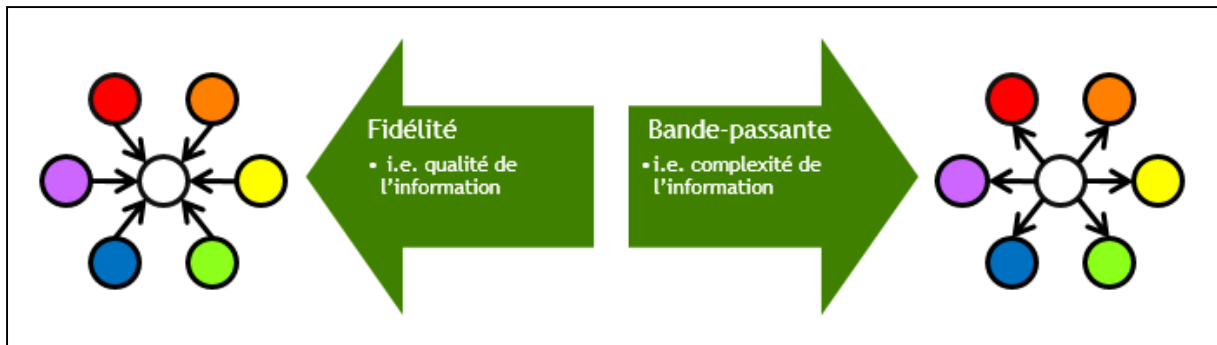 Fidélité
• i.e. qualité de
l'information
Bande-passante
•i.e. complexité de
l'information